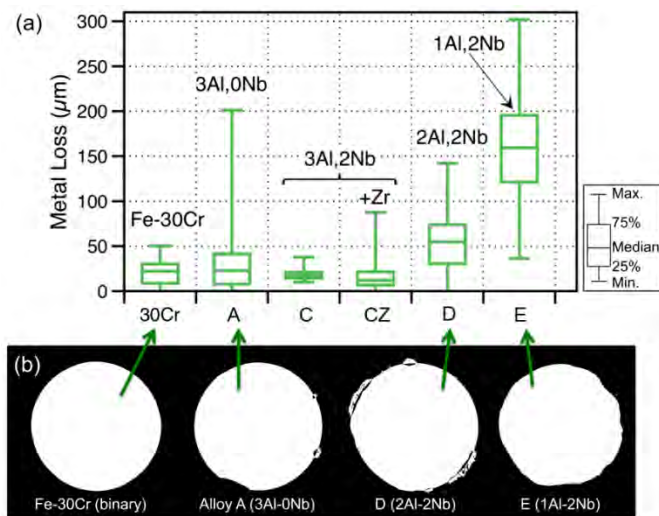 (a)
Metal Loss (µm)
300
250
200
150
100
50
0
Fe-30Cr
3Al,0Nb
3Al,2Nb
+Zr
2Al,2Nb
1Al,2Nb
Max.
75%
Median
25%
Min.
30Cr A C CZ D E
(b)
Fe-30Cr (binary) Alloy A (3Al-0Nb) D (2Al-2Nb) E (1Al-2Nb)